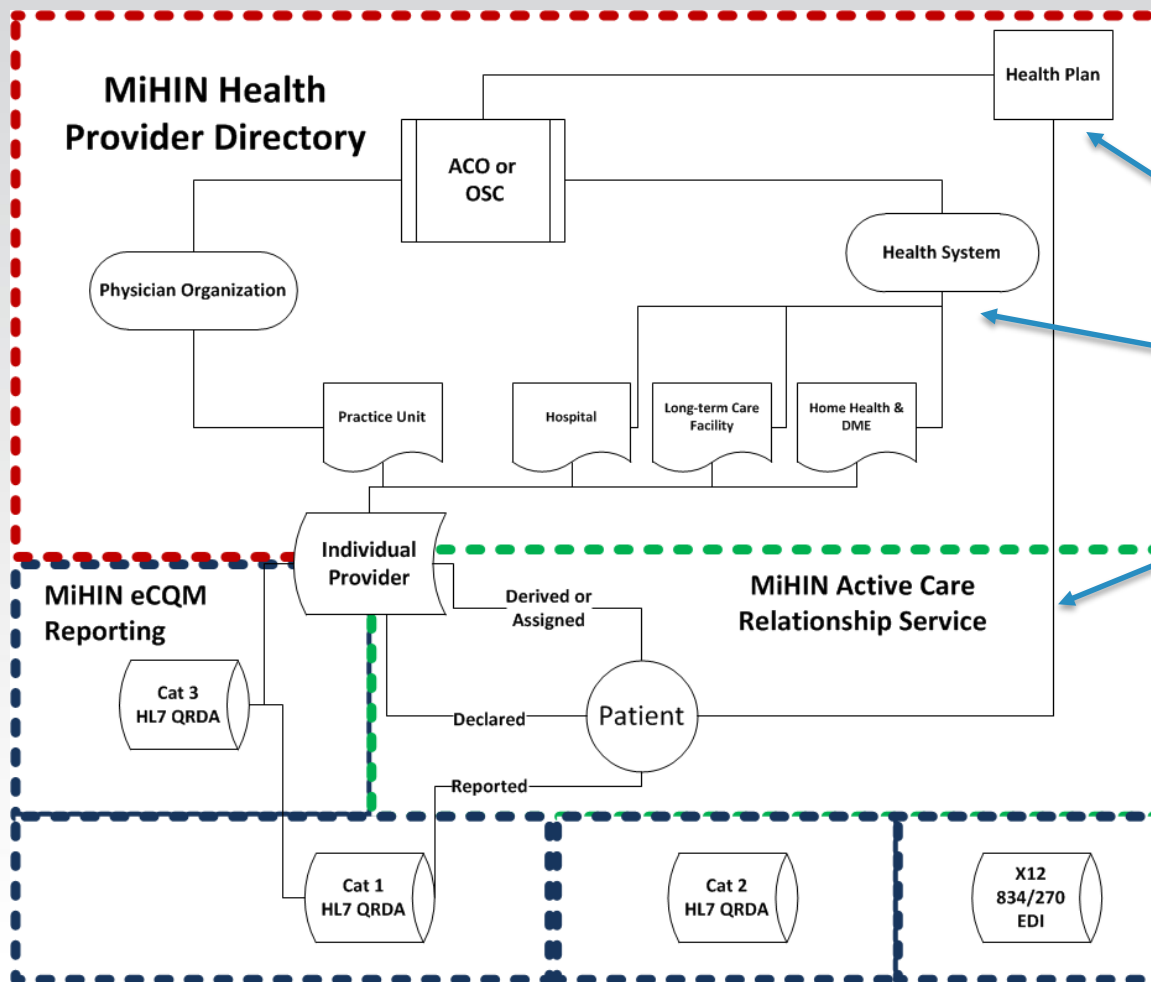 MiHIN Health
Provider Directory
Health Plan
ACO or
OSC
Health System
Physician Organization
Practice Unit
Hospital
Long-term Care
Facility
Home Health &
DME
Individual
Provider
MiHIN eCQM
Reporting
Derived or
Assigned
MiHIN Active Care
Relationship Service
Cat 3
HL7 QRDA
Declared
Patient
Reported
Cat 1
HL7 QRDA
Cat 2
HL7 QRDA
X12
834/270
EDI